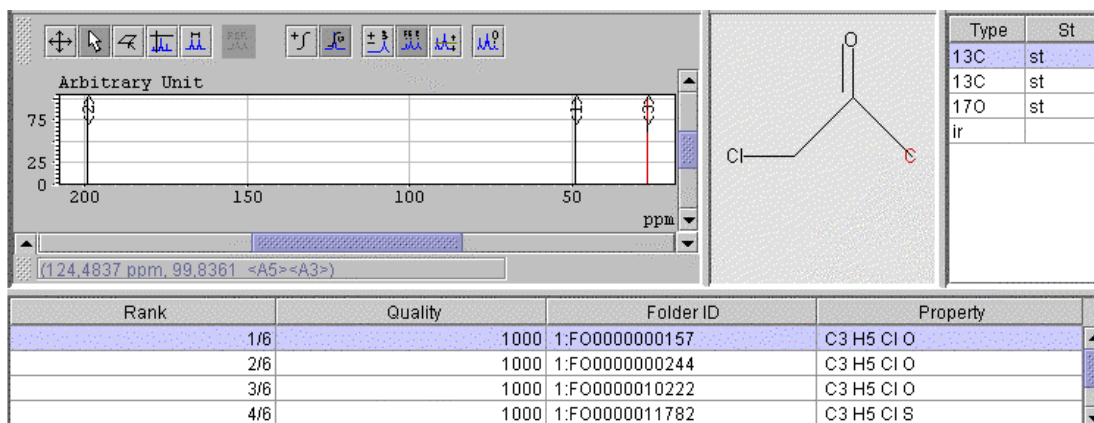 Arbitrary Unit
75
25
0
200 150 100 50
ppm
(124,4837 ppm, 99,8361 <A5><A3>)
O
Cl
C
Type St
13C st
13C st
17O st
ir
Rank Quality Folder ID Property
1/6 1000 1:FO0000000157 C3 H5 Cl O
2/6 1000 1:FO0000000244 C3 H5 Cl O
3/6 1000 1:FO0000010222 C3 H5 Cl O
4/6 1000 1:FO0000011782 C3 H5 Cl S